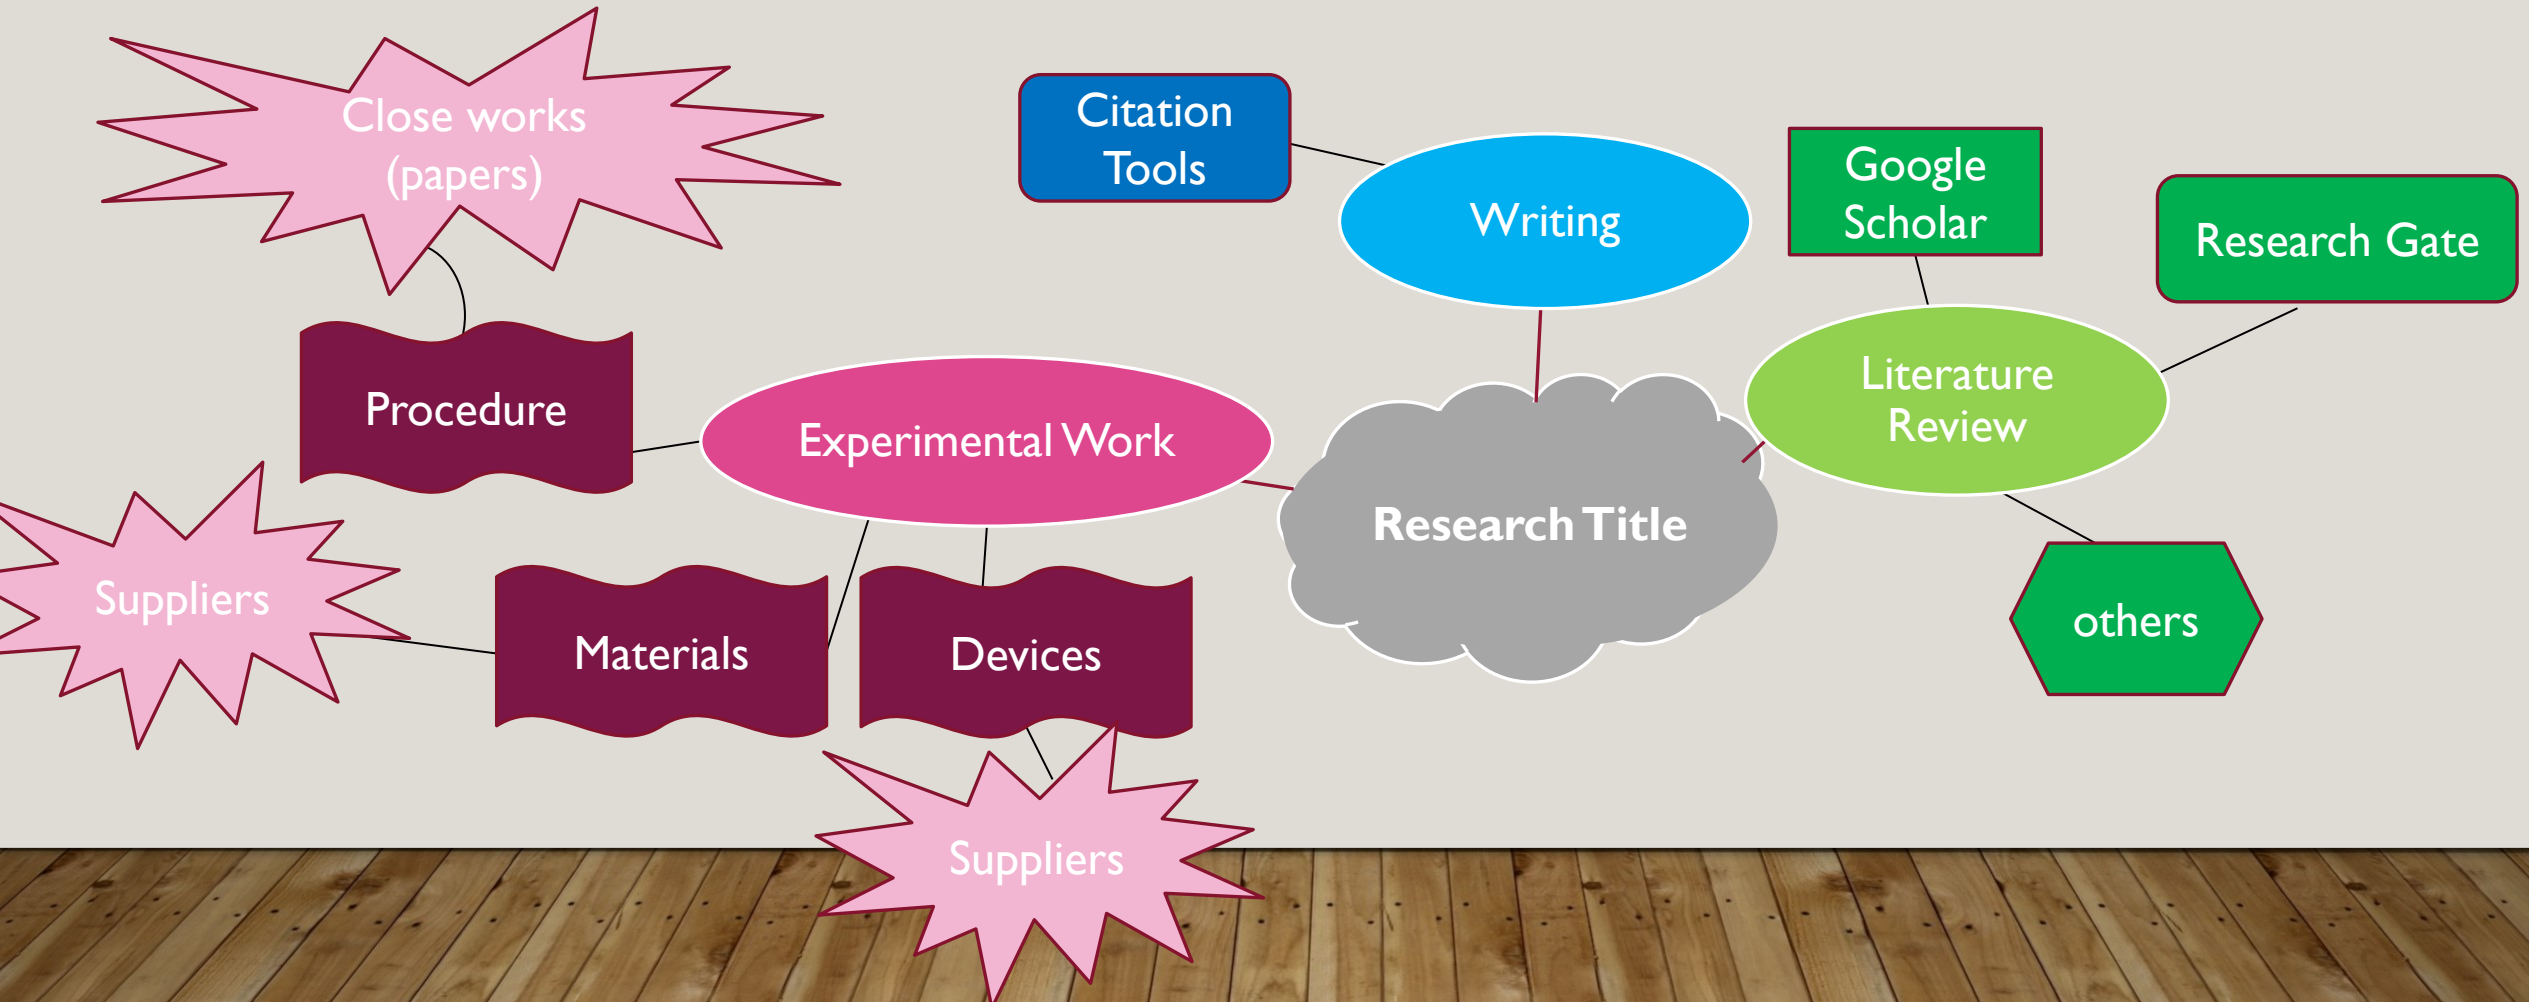 Close works
(papers)
Citation
Tools
Writing
Google
Scholar
Research Gate
Procedure
Experimental Work
Literature
Review
Research Title
Suppliers
Materials
Devices
others
Suppliers